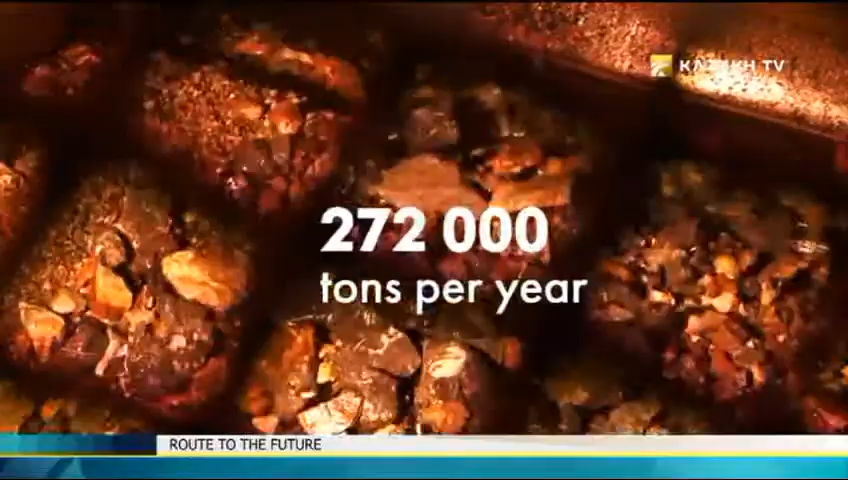 KAZAKH TV
272 000
tons per year
ROUTE TO THE FUTURE